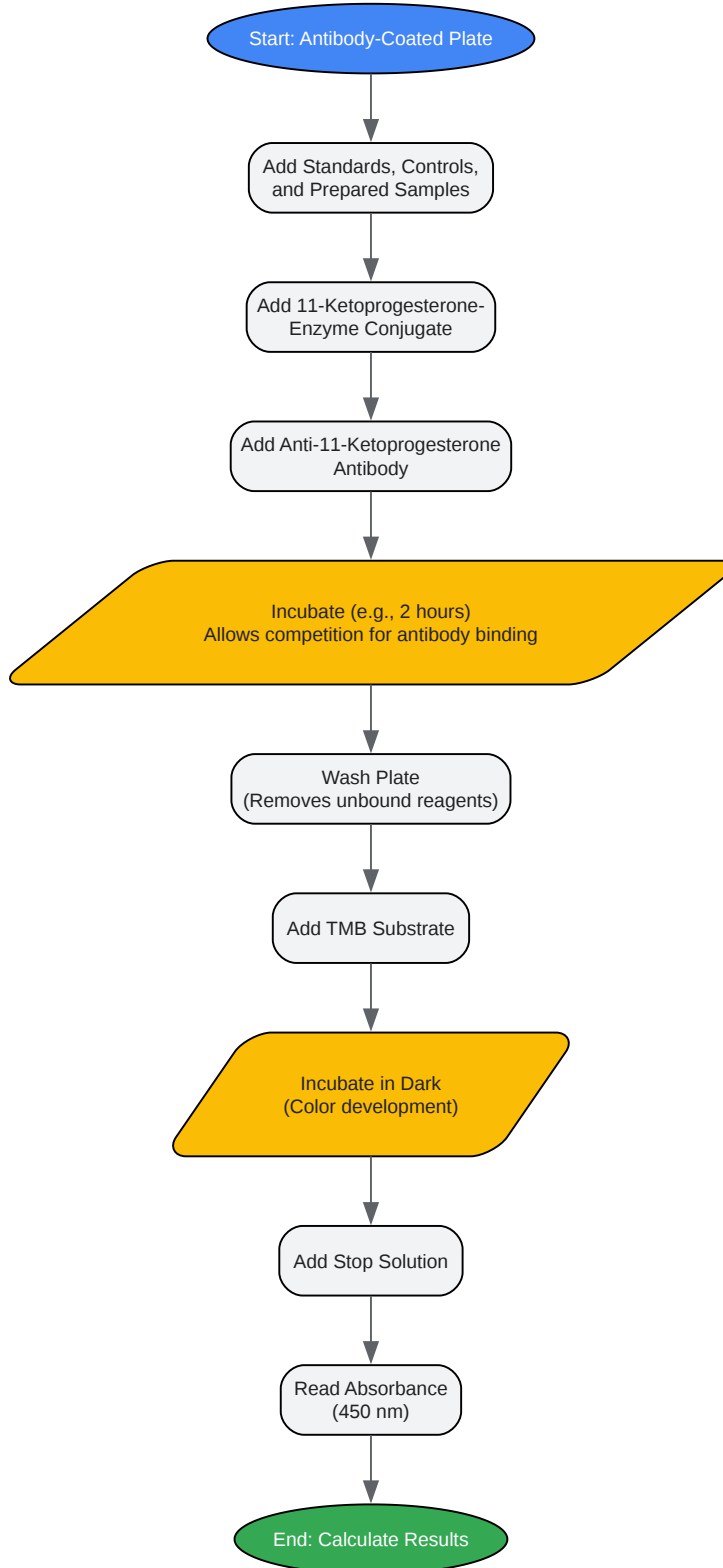 Start: Antibody-Coated Plate
Add Standards, Controls,
and Prepared Samples
Add 11-Ketoprogesterone-
Enzyme Conjugate
Add Anti-11-Ketoprogesterone
Antibody
Incubate (e.g., 2 hours)
Allows competition for antibody binding
Wash Plate
(Removes unbound reagents)
Add TMB Substrate
Incubate in Dark
(Color development)
Add Stop Solution
Read Absorbance
(450 nm)
End: Calculate Results